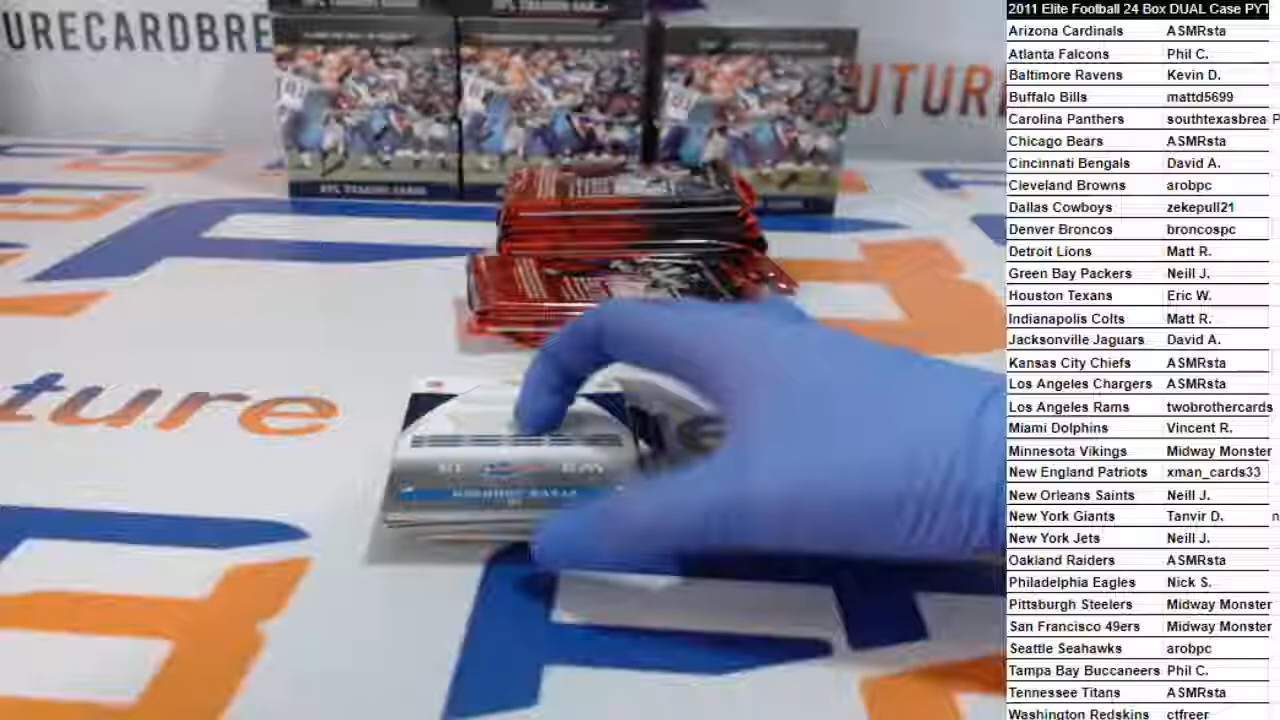 URECARDBRE
UTUR
ture
NFL TRADING CARDS
2011 Elite Football 24 Box DUAL Case PYT
Arizona Cardinals ASMRsta
Atlanta Falcons Phil C.
Baltimore Ravens Kevin D.
Buffalo Bills mattd5699
Carolina Panthers southtexasbrea P
Chicago Bears ASMRsta
Cincinnati Bengals David A.
Cleveland Browns arobpc
Dallas Cowboys zekepull21
Denver Broncos broncospc
Detroit Lions Matt R.
Green Bay Packers Neill J.
Houston Texans Eric W.
Indianapolis Colts Matt R.
Jacksonville Jaguars David A.
Kansas City Chiefs ASMRsta
Los Angeles Chargers ASMRsta
Los Angeles Rams twobrothercards
Miami Dolphins Vincent R.
Minnesota Vikings Midway Monster
New England Patriots xman_cards33
New Orleans Saints Neill J.
New York Giants Tanvir D. n
New York Jets Neill J.
Oakland Raiders ASMRsta
Philadelphia Eagles Nick S.
Pittsburgh Steelers Midway Monster
San Francisco 49ers Midway Monster
Seattle Seahawks arobpc
Tampa Bay Buccaneers Phil C.
Tennessee Titans ASMRsta
Washington Redskins ctfreer